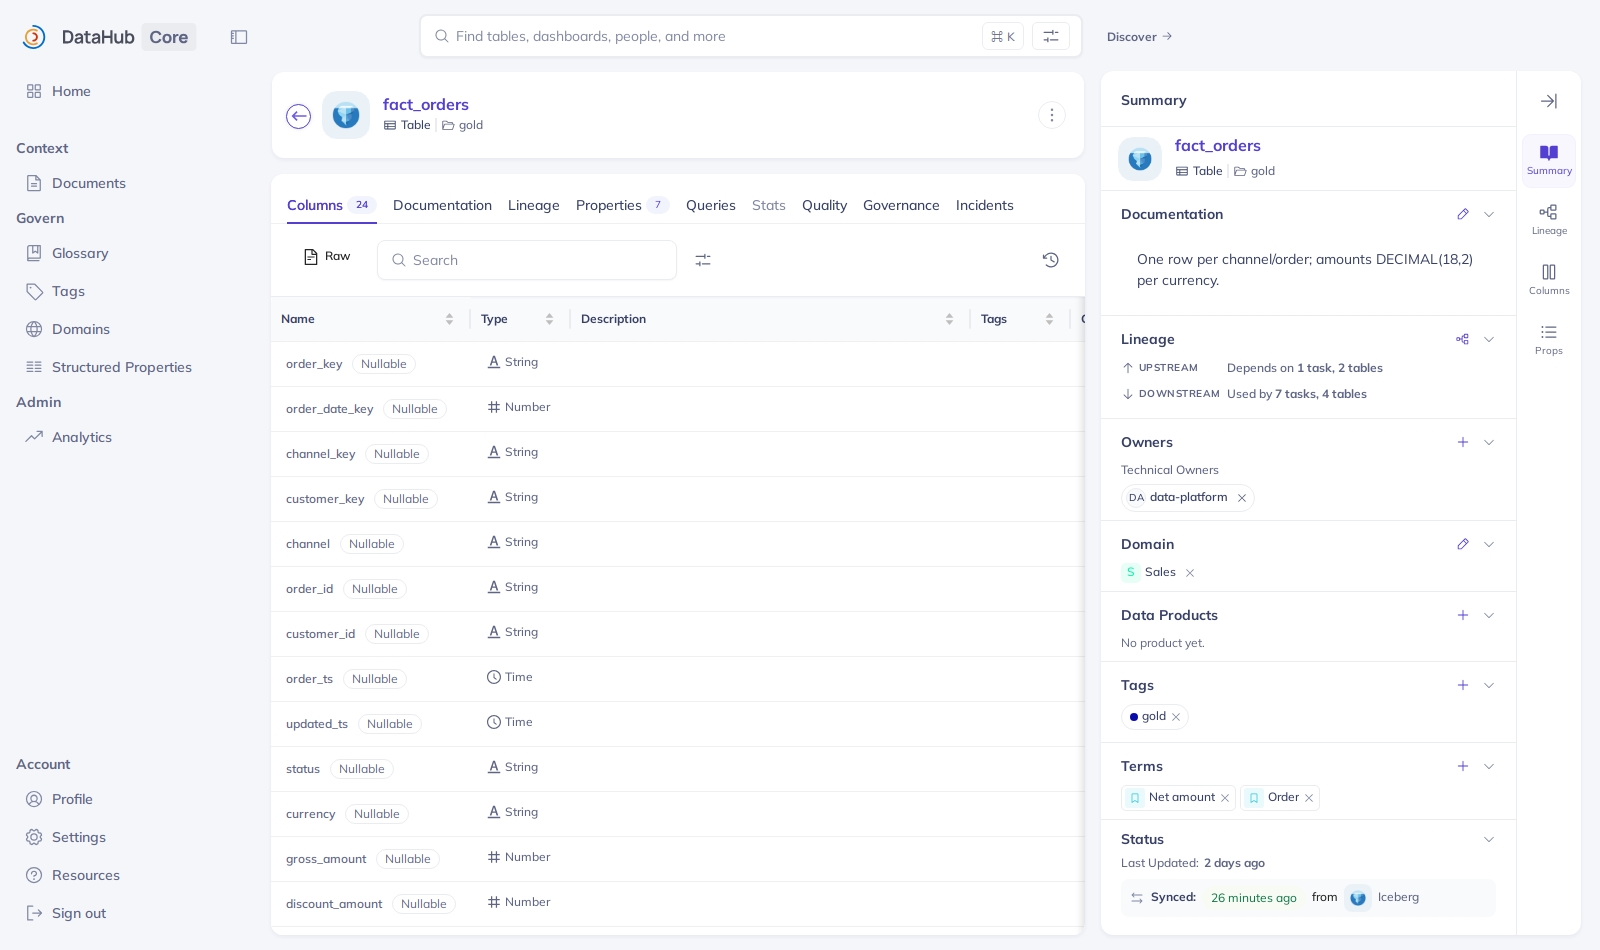 DataHub Core
Find tables, dashboards, people, and more
⌘ K
Discover →
Home
Context
Documents
Govern
Glossary
Tags
Domains
Structured Properties
Admin
Analytics
Account
Profile
Settings
Resources
Sign out
fact_orders
Table
gold
Columns 24
Documentation
Lineage
Properties 7
Queries
Stats
Quality
Governance
Incidents
Raw
Search
Name
Type
Description
Tags
order_key Nullable String
order_date_key Nullable Number
channel_key Nullable String
customer_key Nullable String
channel Nullable String
order_id Nullable String
customer_id Nullable String
order_ts Nullable Time
updated_ts Nullable Time
status Nullable String
currency Nullable String
gross_amount Nullable Number
discount_amount Nullable Number
Summary
fact_orders
Table
gold
Documentation
One row per channel/order; amounts DECIMAL(18,2)
per currency.
Lineage
UPSTREAM Depends on 1 task, 2 tables
DOWNSTREAM Used by 7 tasks, 4 tables
Owners
Technical Owners
DA data-platform
Domain
S Sales
Data Products
No product yet.
Tags
gold
Terms
Net amount
Order
Status
Last Updated: 2 days ago
Synced: 26 minutes ago from Iceberg
Summary
Lineage
Columns
Props